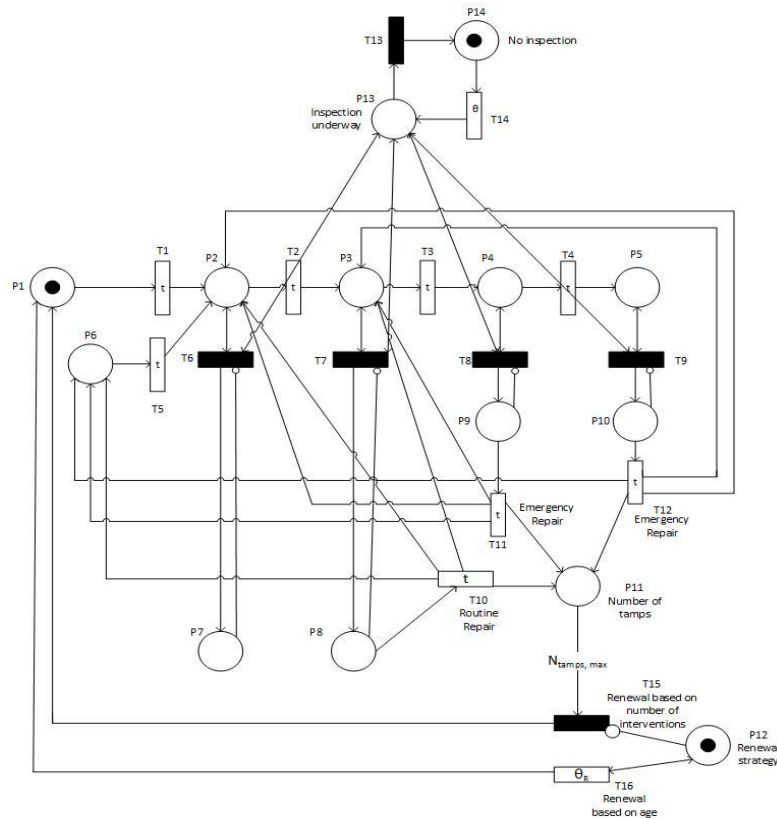 P14
T13
No inspection
P13
Inspection
underway
θ
T14
T1
P2
T2
P3
T3
P4
T4
P5
P1
t
t
t
t
P6
t
T5
T6
T7
T8
T9
P9
P10
t
T11
Emergency
Repair
t
T12
Emergency
Repair
t
T10
Routine
Repair
P11
Number of
tamps
P7
P8
Ntamps, max
T15
Renewal based on
number of
interventions
P12
Renewal
strategy
θR
T16
Renewal
based on age